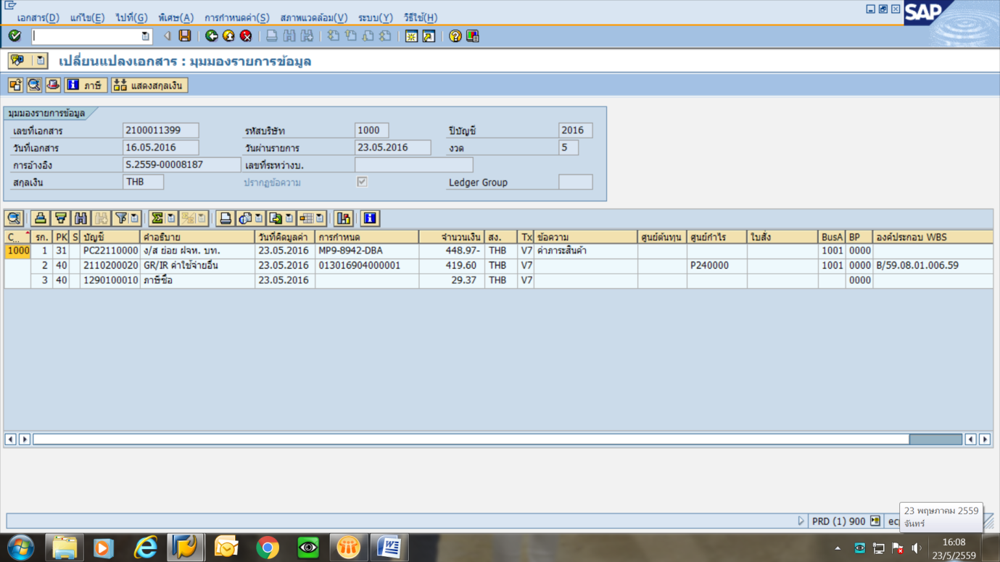 เอกสาร(D) แก้ไข(E) ไปที่(G) พิเศษ(A) การกำหนดค่า(S) สภาพแวดล้อม(V) ระบบ(Y) วิธีใช้(H)
SAP
เปลี่ยนแปลงเอกสาร : มุมมองรายการข้อมูล
ภาษี แสดงสกุลเงิน
มุมมองรายการข้อมูล
เลขที่เอกสาร 2100011399 รหัสบริษัท 1000 ปีบัญชี 2016
วันที่เอกสาร 16.05.2016 วันผ่านรายการ 23.05.2016 งวด 5
การอ้างอิง S.2559-00008187 เลขที่ระหว่างบ.
สกุลเงิน THB ปรากฏข้อความ Ledger Group
C... รก. PK S บัญชี คำอธิบาย วันที่คิดมูลค่า การกำหนด จำนวนเงิน สง. Tx ข้อความ ศูนย์ต้นทุน ศูนย์กำไร ใบสั่ง BusA BP องค์ประกอบ WBS
1000 1 31 PC22110000 ง/ส ย่อย ฝจห. บท. 23.05.2016 MP9-8942-DBA 448.97- THB V7 ค่าภาระสินค้า 1001 0000
2 40 2110200020 GR/IR ค่าใช้จ่ายอื่น 23.05.2016 013016904000001 419.60 THB V7 P240000 1001 0000 B/59.08.01.006.59
3 40 1290100010 ภาษีซื้อ 23.05.2016 29.37 THB V7 0000
PRD (1) 900
23 พฤษภาคม 2559
จันทร์
16:08
23/5/2559